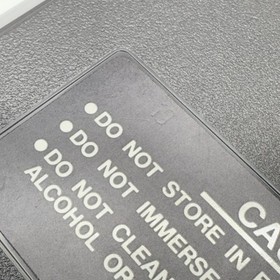 CA
● DO NOT STORE IN
● DO NOT IMMERSE
● DO NOT CLEAN
ALCOHOL OR